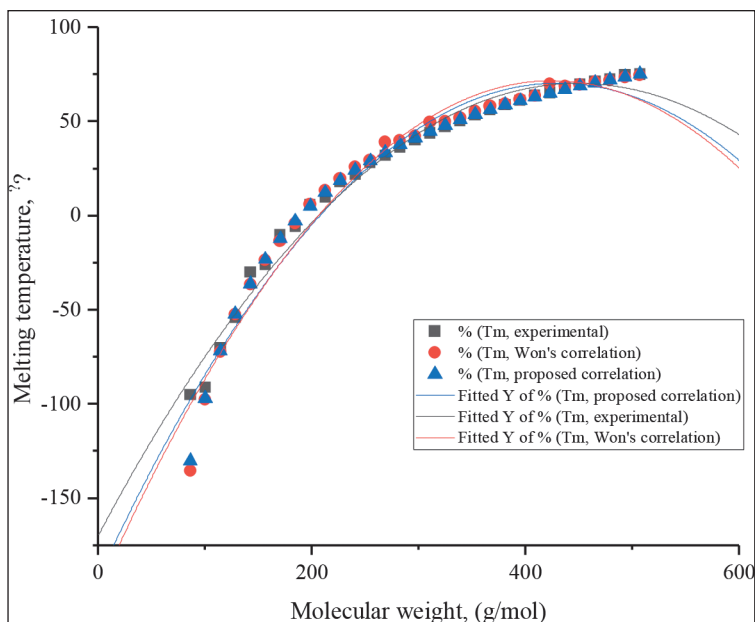 100
50
0
-50
-100
-150
Melting temperature, ??
% (Tm, experimental)
% (Tm, Won's correlation)
% (Tm, proposed correlation)
Fitted Y of % (Tm, proposed correlation)
Fitted Y of % (Tm, experimental)
Fitted Y of % (Tm, Won's correlation)
0
200
400
600
Molecular weight, (g/mol)